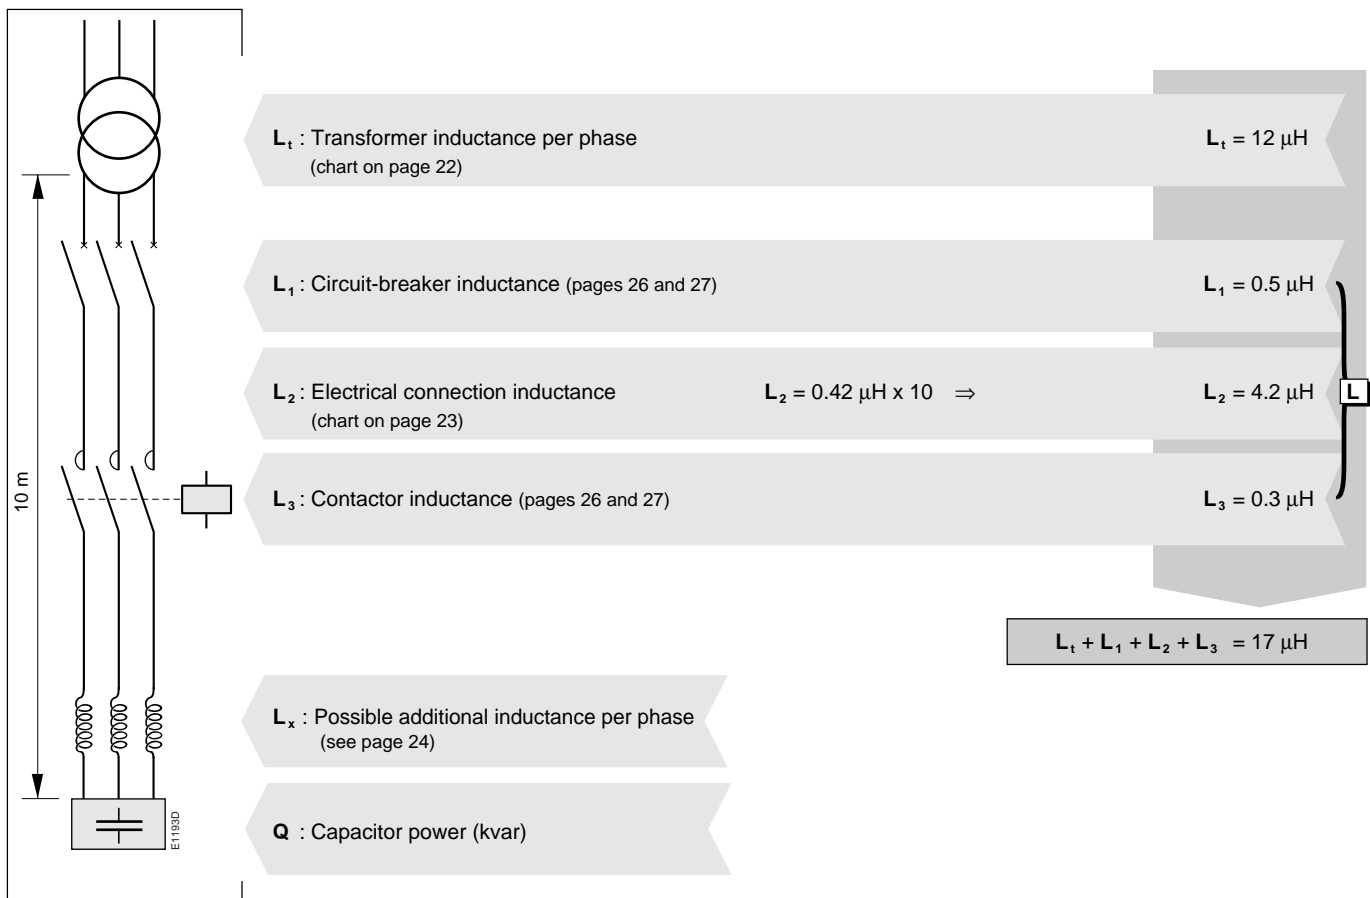 Lt : Transformer inductance per phase
(chart on page 22)
Lt = 12 µH
L1 : Circuit-breaker inductance (pages 26 and 27)
L1 = 0.5 µH
L2 : Electrical connection inductance
(chart on page 23)
L2 = 0.42 µH x 10 ⇒
L2 = 4.2 µH
L
10 m
L3 : Contactor inductance (pages 26 and 27)
L3 = 0.3 µH
Lt + L1 + L2 + L3 = 17 µH
Lx : Possible additional inductance per phase
(see page 24)
Q : Capacitor power (kvar)
E1193D